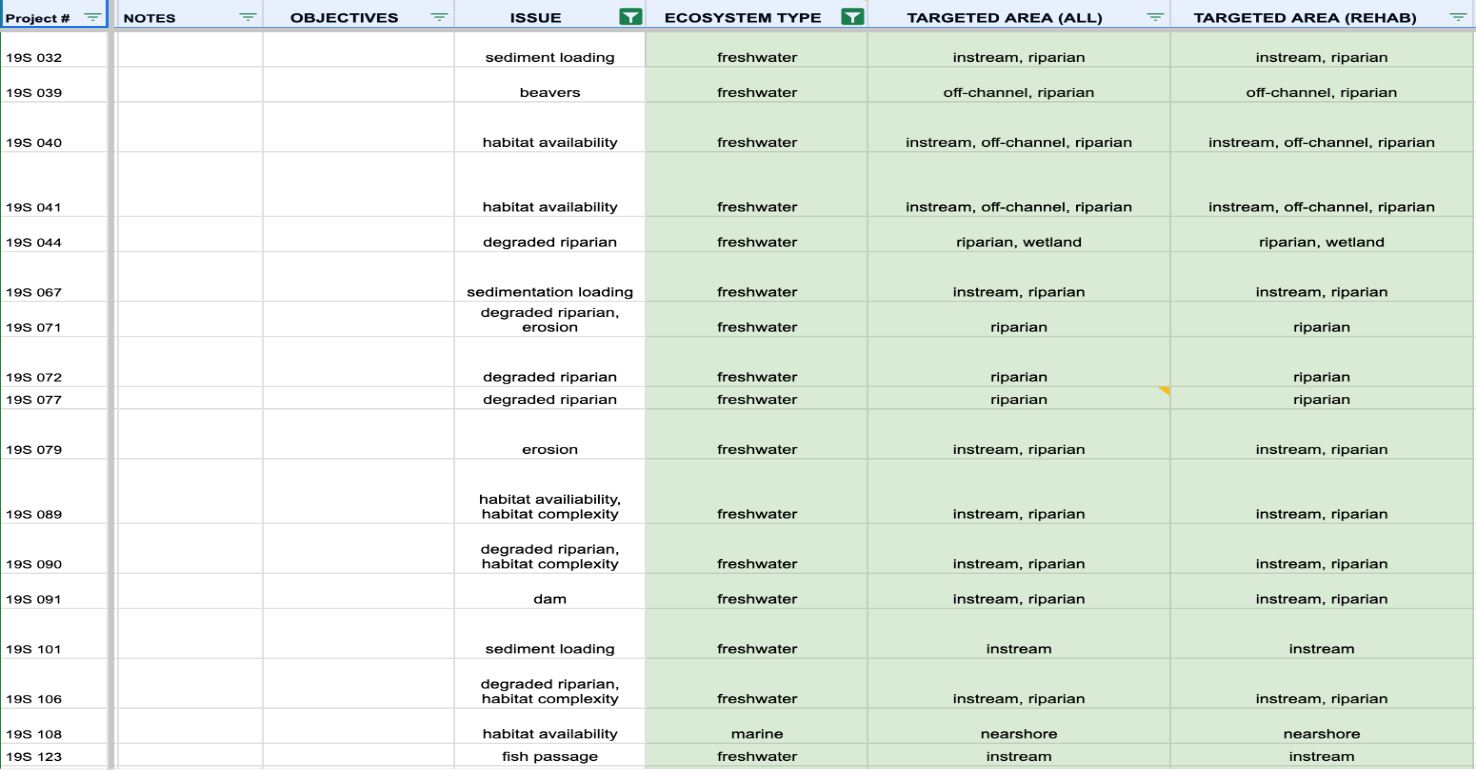 Project # NOTES OBJECTIVES ISSUE ECOSYSTEM TYPE TARGETED AREA (ALL) TARGETED AREA (REHAB)
19S 032 sediment loading freshwater instream, riparian instream, riparian
19S 039 beavers freshwater off-channel, riparian off-channel, riparian
19S 040 habitat availability freshwater instream, off-channel, riparian instream, off-channel, riparian
19S 041 habitat availability freshwater instream, off-channel, riparian instream, off-channel, riparian
19S 044 degraded riparian freshwater riparian, wetland riparian, wetland
19S 067 sedimentation loading freshwater instream, riparian instream, riparian
degraded riparian,
19S 071 erosion freshwater riparian riparian
19S 072 degraded riparian freshwater riparian riparian
19S 077 degraded riparian freshwater riparian riparian
19S 079 erosion freshwater instream, riparian instream, riparian
habitat availiability,
19S 089 habitat complexity freshwater instream, riparian instream, riparian
degraded riparian,
19S 090 habitat complexity freshwater instream, riparian instream, riparian
19S 091 dam freshwater instream, riparian instream, riparian
19S 101 sediment loading freshwater instream instream
degraded riparian,
19S 106 habitat complexity freshwater instream, riparian instream, riparian
19S 108 habitat availability marine nearshore nearshore
19S 123 fish passage freshwater instream instream